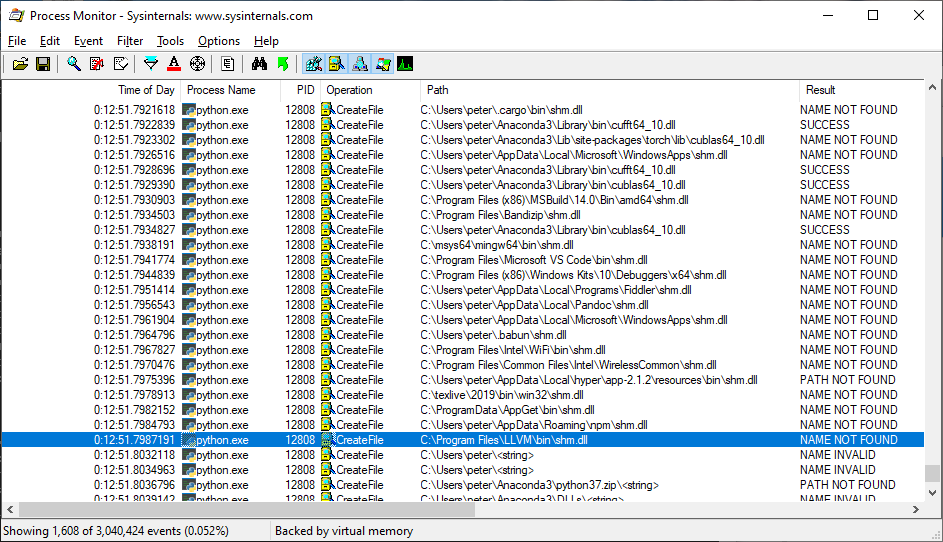 Process Monitor - Sysinternals: www.sysinternals.com
File Edit Event Filter Tools Options Help
Time of Day Process Name PID Operation Path Result
0:12:51.7921618 python.exe 12808 CreateFile C:\Users\peter\.cargo\bin\shm.dll NAME NOT FOUND
0:12:51.7922839 python.exe 12808 CreateFile C:\Users\peter\Anaconda3\Library\bin\cufft64_10.dll SUCCESS
0:12:51.7923302 python.exe 12808 CreateFile C:\Users\peter\Anaconda3\Lib\site-packages\torch\lib\cublas64_10.dll NAME NOT FOUND
0:12:51.7926516 python.exe 12808 CreateFile C:\Users\peter\AppData\Local\Microsoft\WindowsApps\shm.dll NAME NOT FOUND
0:12:51.7928696 python.exe 12808 CreateFile C:\Users\peter\Anaconda3\Library\bin\cufft64_10.dll SUCCESS
0:12:51.7929390 python.exe 12808 CreateFile C:\Users\peter\Anaconda3\Library\bin\cublas64_10.dll SUCCESS
0:12:51.7930903 python.exe 12808 CreateFile C:\Program Files (x86)\MSBuild\14.0\Bin\amd64\shm.dll NAME NOT FOUND
0:12:51.7934503 python.exe 12808 CreateFile C:\Program Files\Bandizip\shm.dll NAME NOT FOUND
0:12:51.7934827 python.exe 12808 CreateFile C:\Users\peter\Anaconda3\Library\bin\cublas64_10.dll SUCCESS
0:12:51.7938191 python.exe 12808 CreateFile C:\msys64\mingw64\bin\shm.dll NAME NOT FOUND
0:12:51.7941774 python.exe 12808 CreateFile C:\Program Files\Microsoft VS Code\bin\shm.dll NAME NOT FOUND
0:12:51.7944839 python.exe 12808 CreateFile C:\Program Files (x86)\Windows Kits\10\Debuggers\x64\shm.dll NAME NOT FOUND
0:12:51.7951414 python.exe 12808 CreateFile C:\Users\peter\AppData\Local\Programs\Fiddler\shm.dll NAME NOT FOUND
0:12:51.7956543 python.exe 12808 CreateFile C:\Users\peter\AppData\Local\Pandoc\shm.dll NAME NOT FOUND
0:12:51.7961904 python.exe 12808 CreateFile C:\Users\peter\AppData\Local\Microsoft\WindowsApps\shm.dll NAME NOT FOUND
0:12:51.7964796 python.exe 12808 CreateFile C:\Users\peter\.babun\shm.dll NAME NOT FOUND
0:12:51.7967827 python.exe 12808 CreateFile C:\Program Files\Intel\WiFi\bin\shm.dll NAME NOT FOUND
0:12:51.7970476 python.exe 12808 CreateFile C:\Program Files\Common Files\Intel\WirelessCommon\shm.dll NAME NOT FOUND
0:12:51.7975396 python.exe 12808 CreateFile C:\Users\peter\AppData\Local\hyper\app-2.1.2\resources\bin\shm.dll PATH NOT FOUND
0:12:51.7978913 python.exe 12808 CreateFile C:\texlive\2019\bin\win32\shm.dll NAME NOT FOUND
0:12:51.7982152 python.exe 12808 CreateFile C:\ProgramData\AppGet\bin\shm.dll NAME NOT FOUND
0:12:51.7984793 python.exe 12808 CreateFile C:\Users\peter\AppData\Roaming\npm\shm.dll NAME NOT FOUND
0:12:51.7987191 python.exe 12808 CreateFile C:\Program Files\LLVM\bin\shm.dll NAME NOT FOUND
0:12:51.8032118 python.exe 12808 CreateFile C:\Users\peter\<string> NAME INVALID
0:12:51.8034963 python.exe 12808 CreateFile C:\Users\peter\<string> NAME INVALID
0:12:51.8036796 python.exe 12808 CreateFile C:\Users\peter\Anaconda3\python37.zip\<string> PATH NOT FOUND
0:12:51.8039142 python.exe 12808 CreateFile C:\Users\peter\Anaconda3\DLLs\<string> NAME INVALID
Showing 1,608 of 3,040,424 events (0.052%) Backed by virtual memory